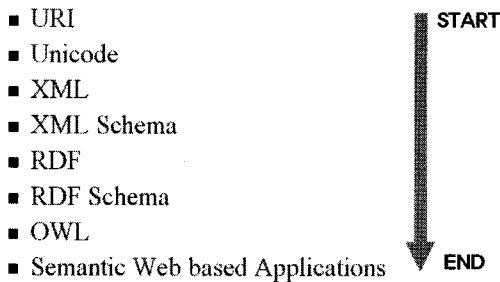 ▪ URI START
▪ Unicode
▪ XML
▪ XML Schema
▪ RDF
▪ RDF Schema
▪ OWL
▪ Semantic Web based Applications END